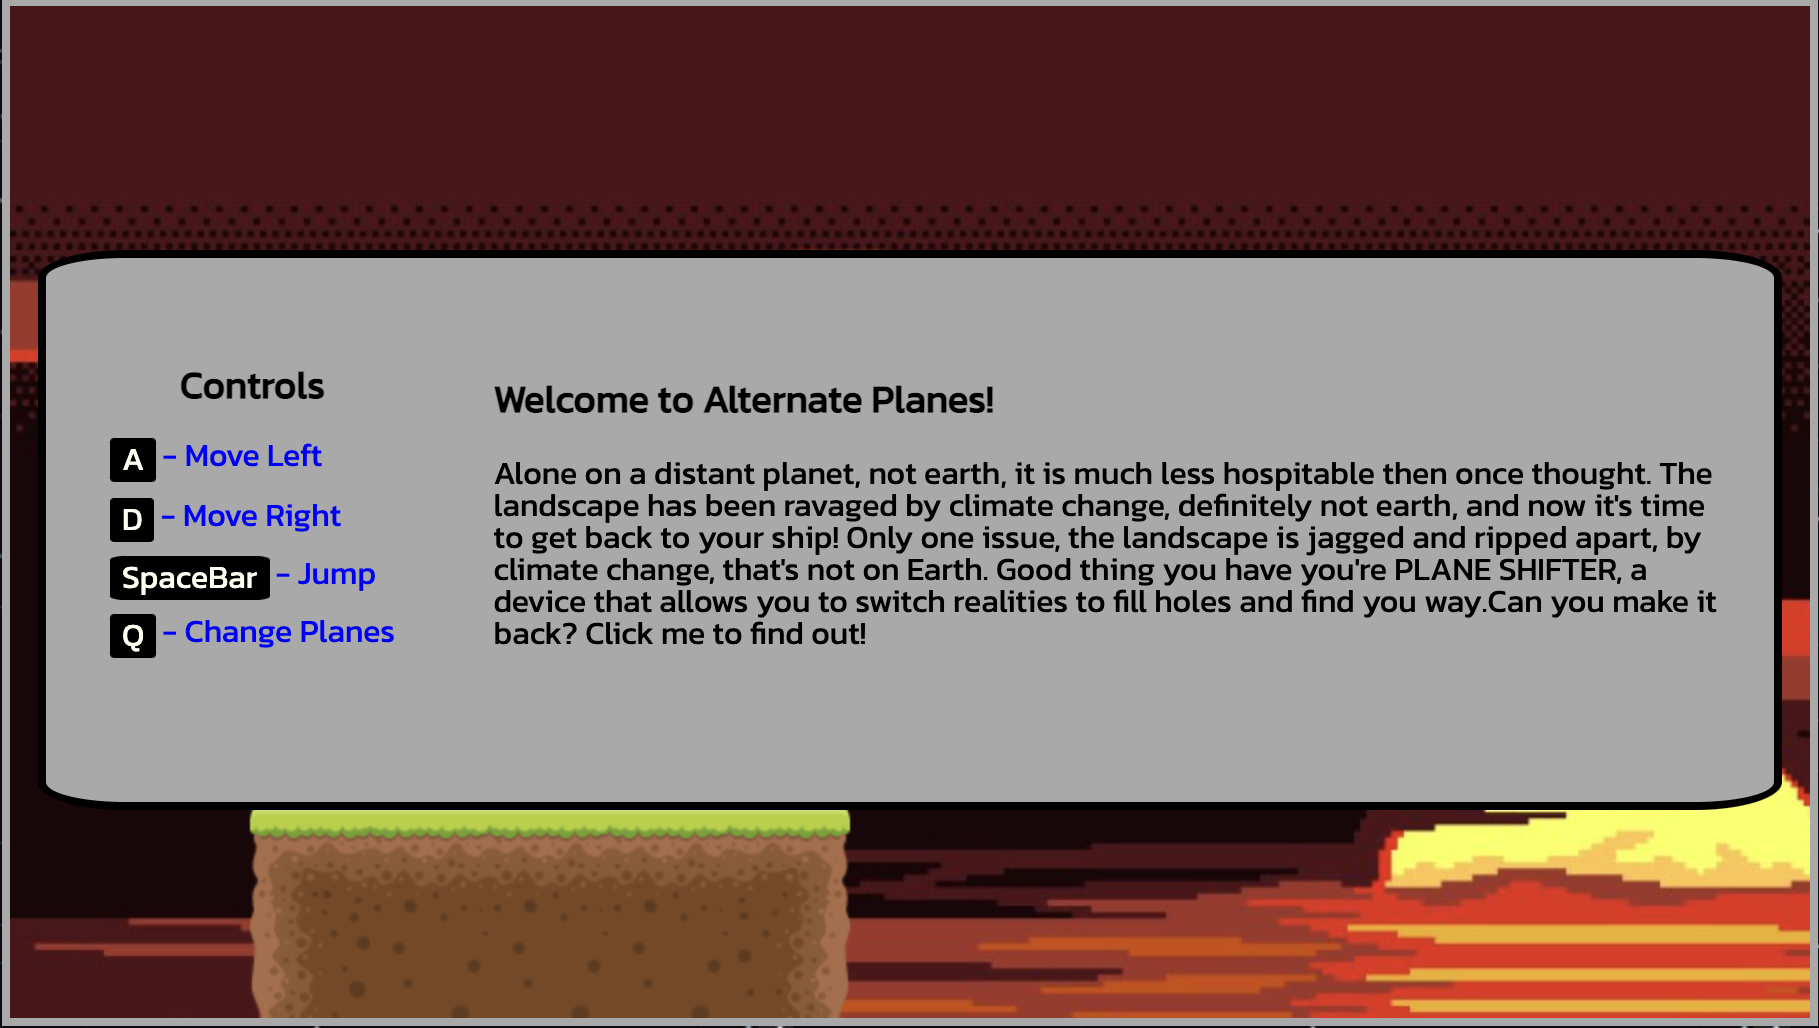 Controls
A - Move Left
D - Move Right
SpaceBar - Jump
Q - Change Planes
Welcome to Alternate Planes!
Alone on a distant planet, not earth, it is much less hospitable then once thought. The
landscape has been ravaged by climate change, definitely not earth, and now it's time
to get back to your ship! Only one issue, the landscape is jagged and ripped apart, by
climate change, that's not on Earth. Good thing you have you're PLANE SHIFTER, a
device that allows you to switch realities to fill holes and find you way.Can you make it
back? Click me to find out!